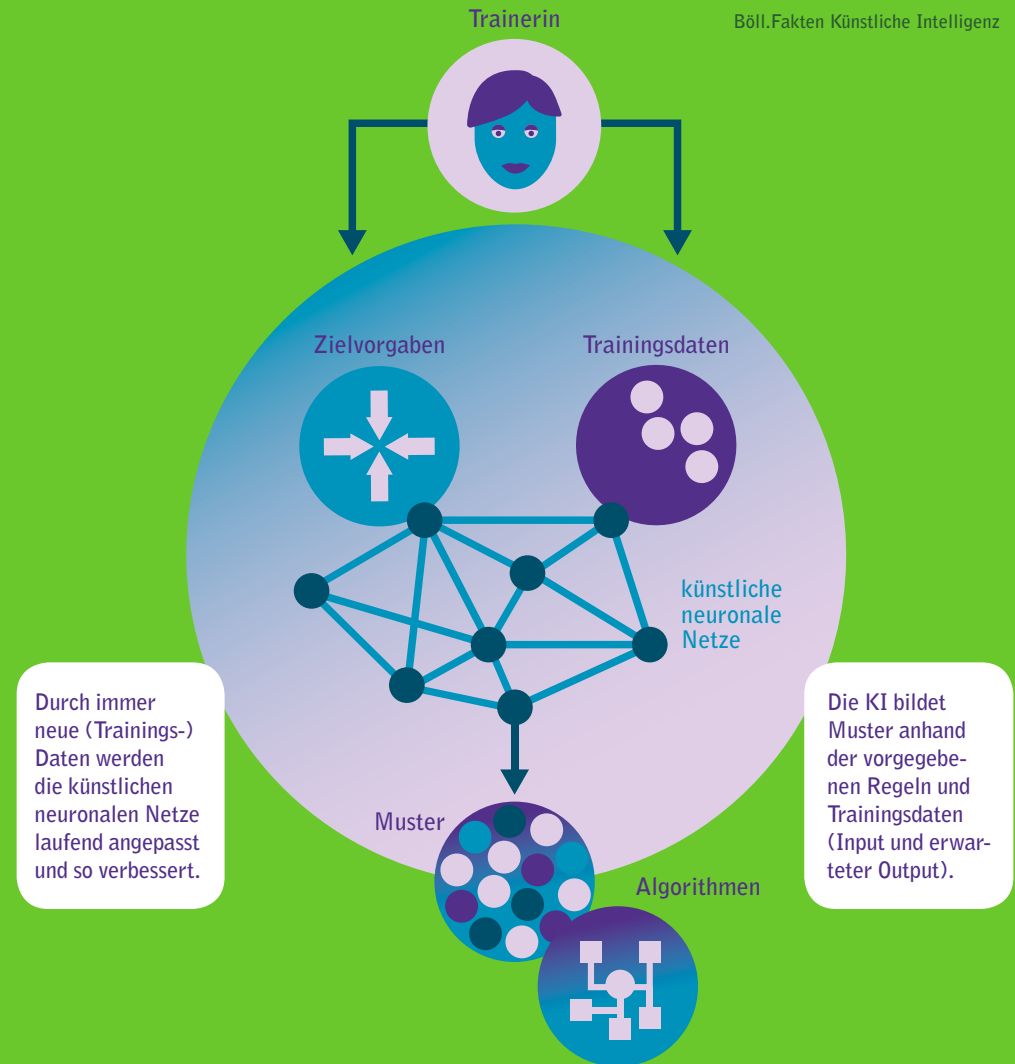 Trainerin
Böll.Fakten Künstliche Intelligenz
Zielvorgaben
Trainingsdaten
künstliche
neuronale
Netze
Durch immer
neue (Trainings-)
Daten werden
die künstlichen
neuronalen Netze
laufend angepasst
und so verbessert.
Die KI bildet
Muster anhand
der vorgegebe-
nen Regeln und
Trainingsdaten
(Input und erwar-
teter Output).
Muster
Algorithmen